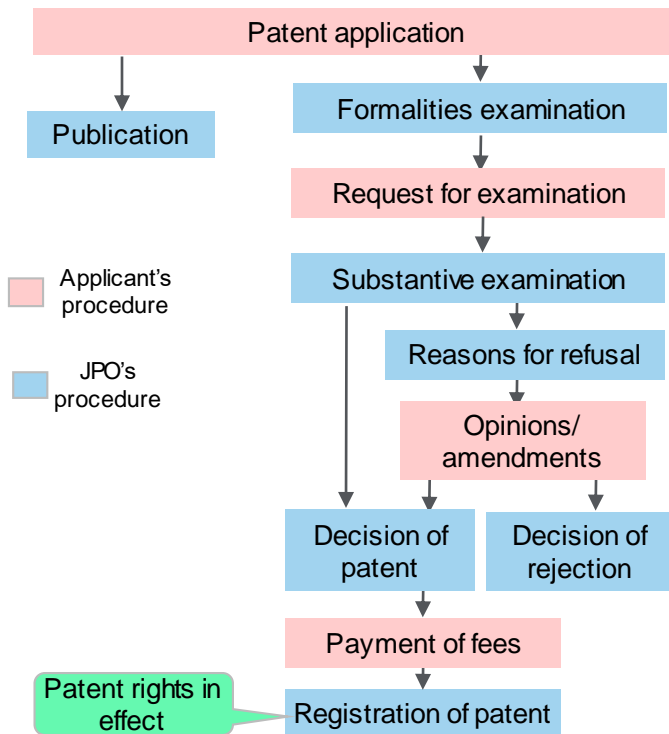 Patent application
Publication
Formalities examination
Request for examination
Applicant's
procedure
Substantive examination
JPO's
procedure
Reasons for refusal
Opinions/
amendments
Decision of
patent
Decision of
rejection
Payment of fees
Patent rights in
effect
Registration of patent